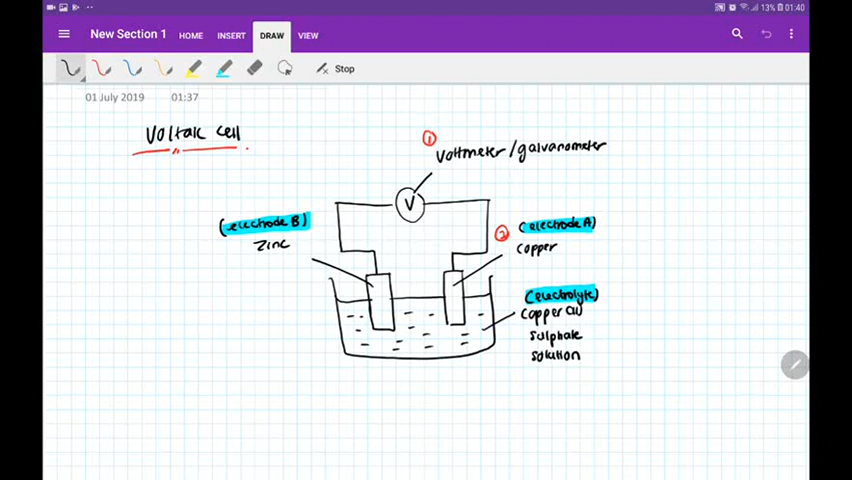 13% 01:40
New Section 1 HOME INSERT DRAW VIEW
Stop
01 July 2019 01:37
Voltaic Cell
1
Voltmeter/galvanometer
V
(electrode B)
Zinc
2 (electrode A)
Copper
(electrolyte)
Copper (II)
sulphate
solution